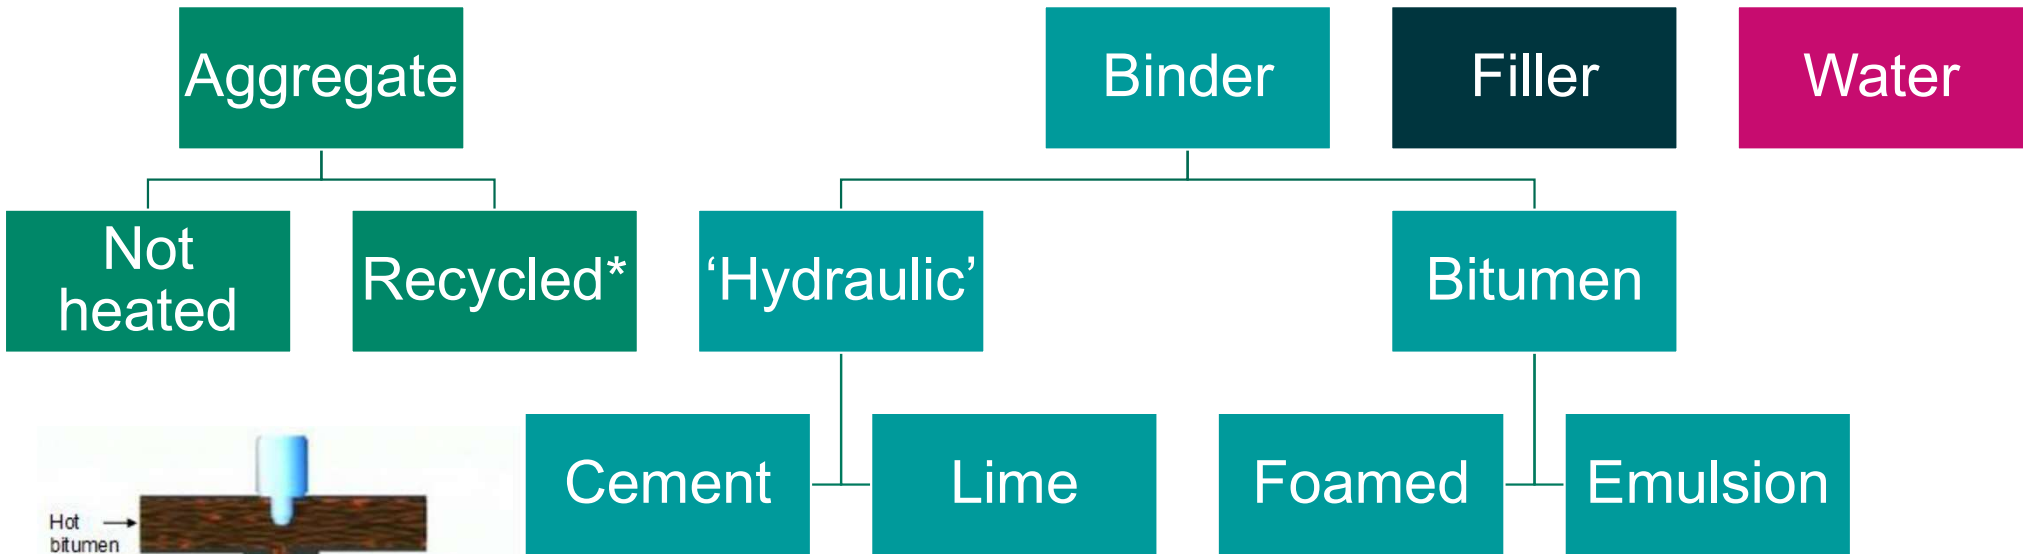 Aggregate
Binder
Filler
Water
Not
heated
Recycled*
‘Hydraulic’
Bitumen
Cement
Lime
Foamed
Emulsion
Hot
bitumen